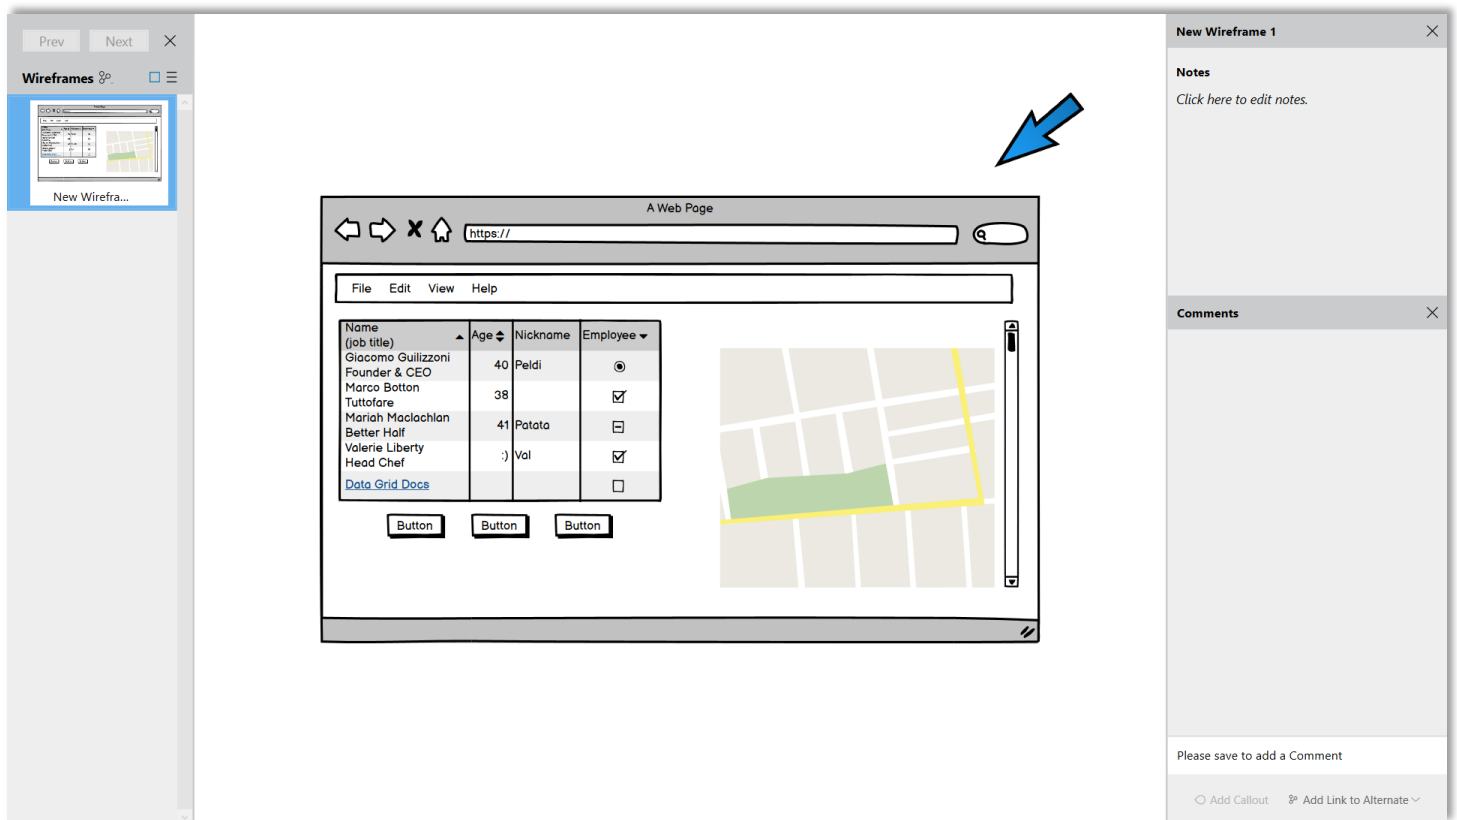 Prev Next
Wireframes
New Wirefra...
A Web Page
https://
File Edit View Help
Name
(job title) Age Nickname Employee
Giacomo Guilizzoni
Founder & CEO 40 Peldi
Marco Botton
Tuttofare 38
Mariah Maclachlan
Better Half 41 Patata
Valerie Liberty
Head Chef :) Val
Data Grid Docs
Button Button Button
New Wireframe 1
Notes
Click here to edit notes.
Comments
Please save to add a Comment
Add Callout Add Link to Alternate